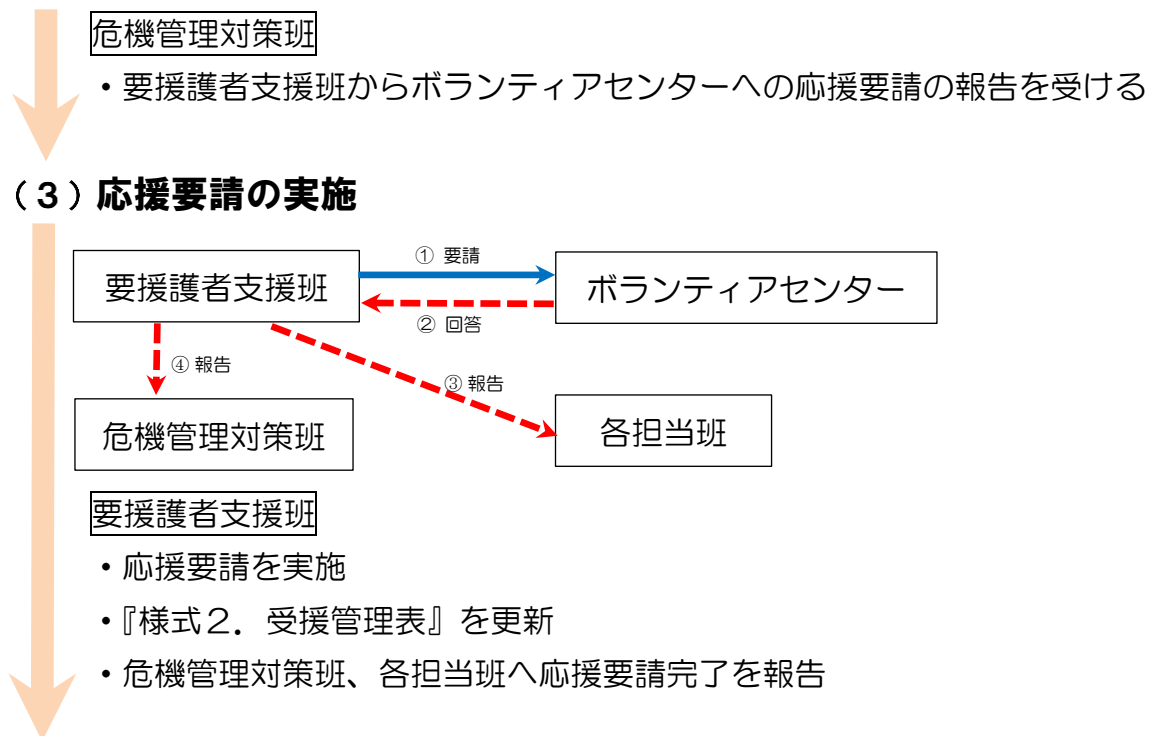 危機管理対策班
・要援護者支援班からボランティアセンターへの応援要請の報告を受ける
（３）応援要請の実施
① 要請
要援護者支援班
ボランティアセンター
② 回答
④ 報告
③ 報告
危機管理対策班
各担当班
要援護者支援班
・応援要請を実施
・『様式２．受援管理表』を更新
・危機管理対策班、各担当班へ応援要請完了を報告